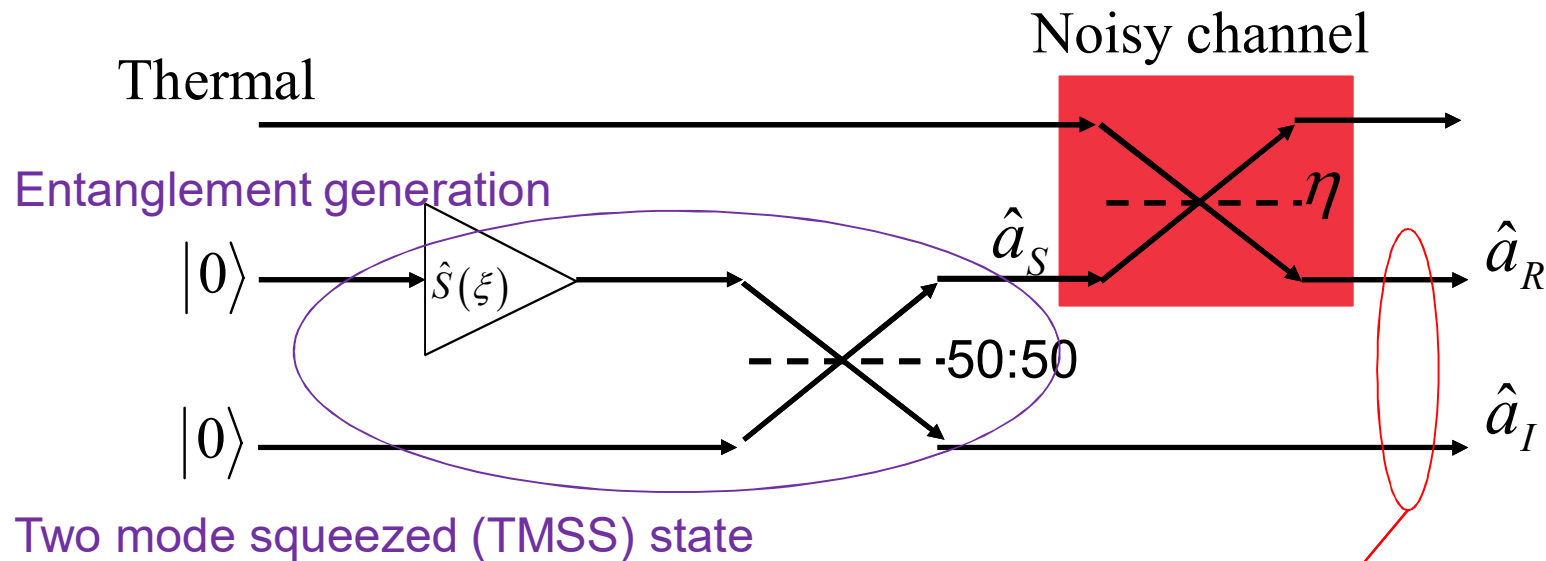 Noisy channel
Thermal
Entanglement generation
η
â_S
|0⟩
Ŝ(ξ)
â_R
50:50
|0⟩
â_I
Two mode squeezed (TMSS) state